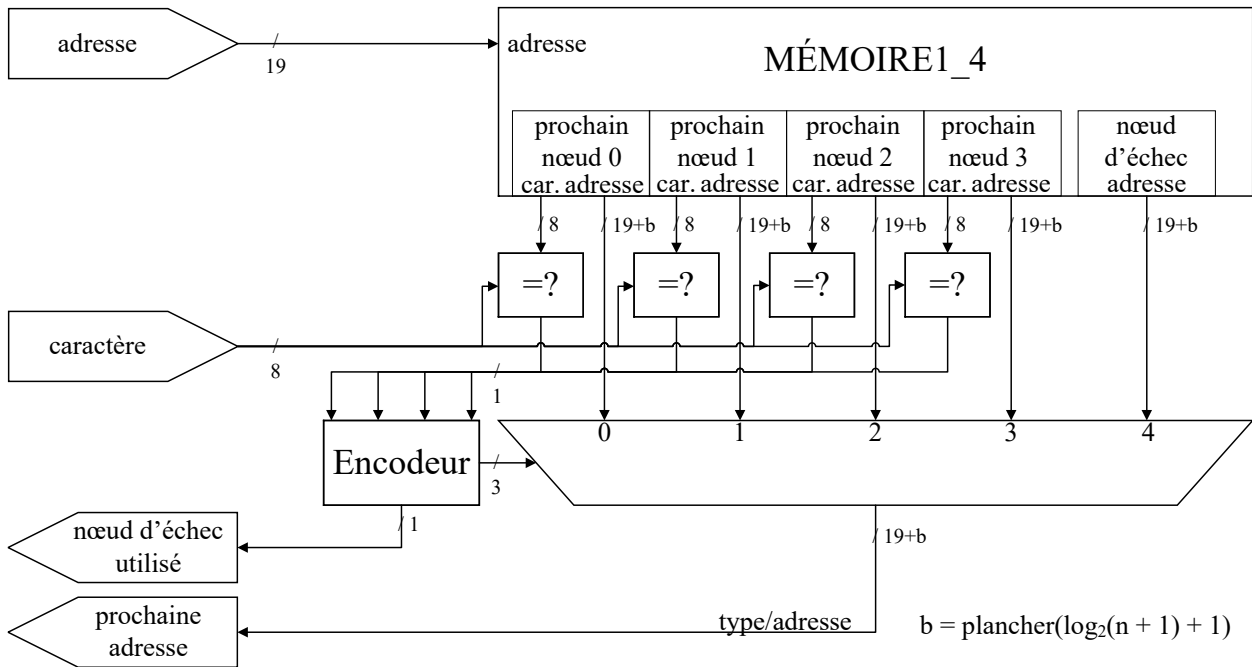 adresse
19
adresse
MÉMOIRE1_4
prochain
nœud 0
car. adresse
prochain
nœud 1
car. adresse
prochain
nœud 2
car. adresse
prochain
nœud 3
car. adresse
nœud
d'échec
adresse
8
19+b
8
19+b
8
19+b
8
19+b
19+b
=?
=?
=?
=?
caractère
8
1
0
1
2
3
4
Encodeur
3
1
nœud d'échec
utilisé
19+b
prochaine
adresse
type/adresse
b = plancher(log₂(n + 1) + 1)